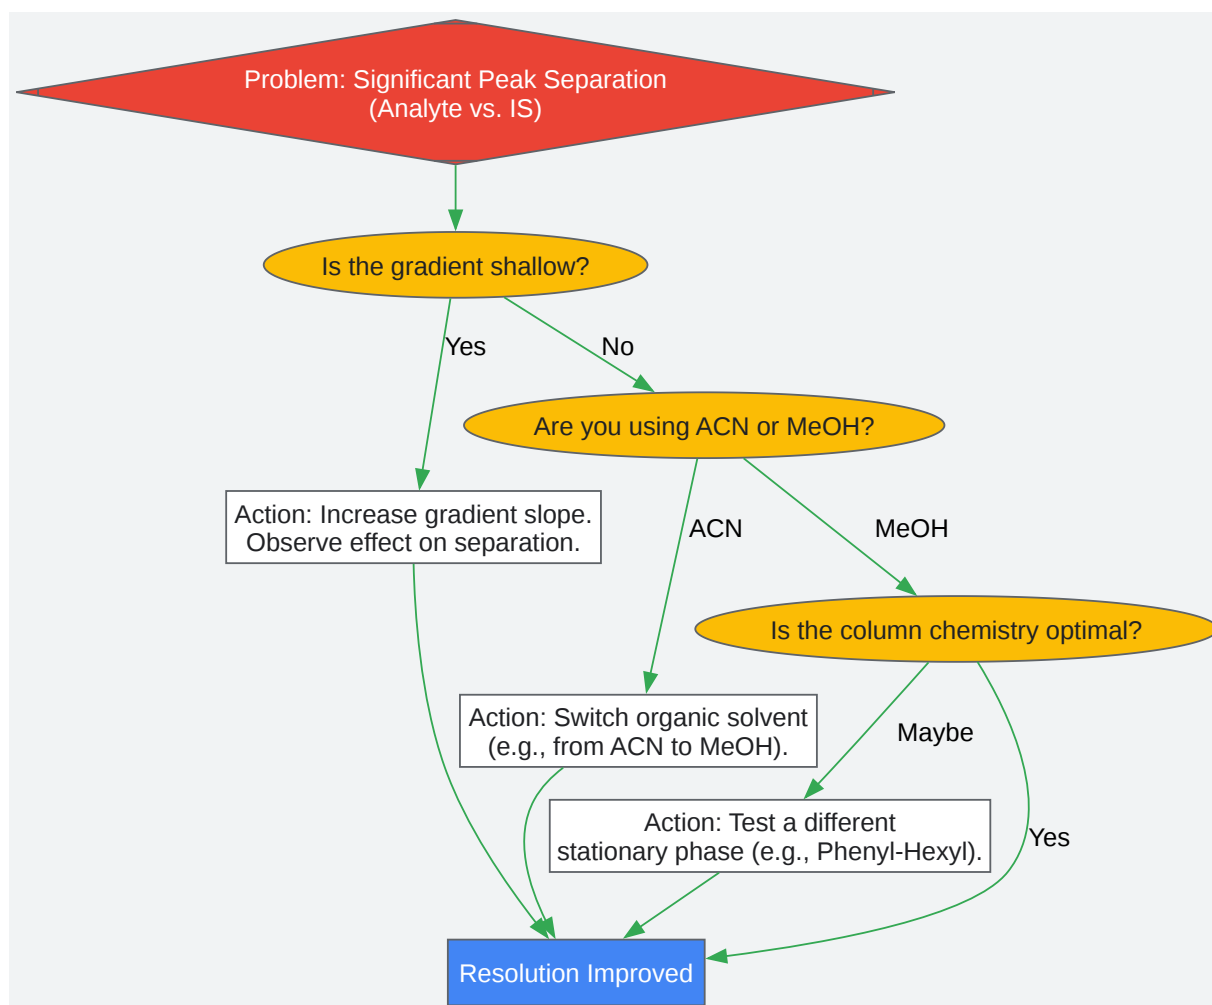 Problem: Significant Peak Separation
(Analyte vs. IS)
Is the gradient shallow?
Yes
No
Are you using ACN or MeOH?
Action: Increase gradient slope.
Observe effect on separation.
ACN
MeOH
Is the column chemistry optimal?
Action: Switch organic solvent
(e.g., from ACN to MeOH).
Maybe
Action: Test a different
stationary phase (e.g., Phenyl-Hexyl).
Yes
Resolution Improved